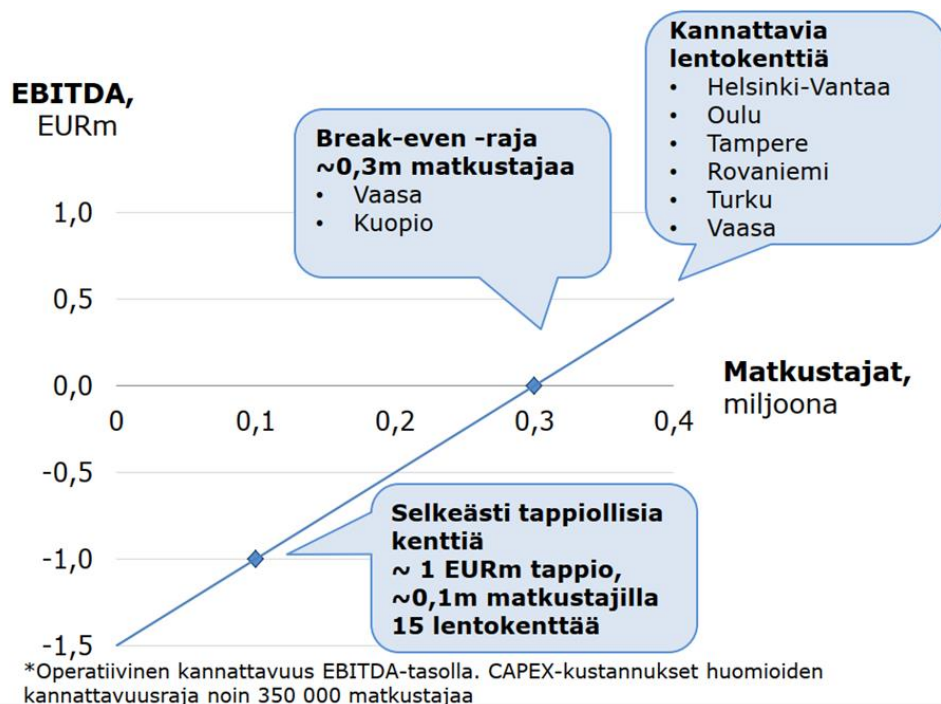 EBITDA,
EURm
Kannattavia
lentokenttiä
• Helsinki-Vantaa
• Oulu
• Tampere
• Rovaniemi
• Turku
• Vaasa
Break-even -raja
~0,3m matkustajaa
• Vaasa
• Kuopio
1,0
0,5
0,0
-0,5
-1,0
-1,5
0 0,1 0,2 0,3 0,4
Matkustajat,
miljoona
Selkeästi tappiollisia
kenttiä
~ 1 EURm tappio,
~0,1m matkustajilla
15 lentokenttää
*Operatiivinen kannattavuus EBITDA-tasolla. CAPEX-kustannukset huomioiden
kannattavuusraja noin 350 000 matkustajaa